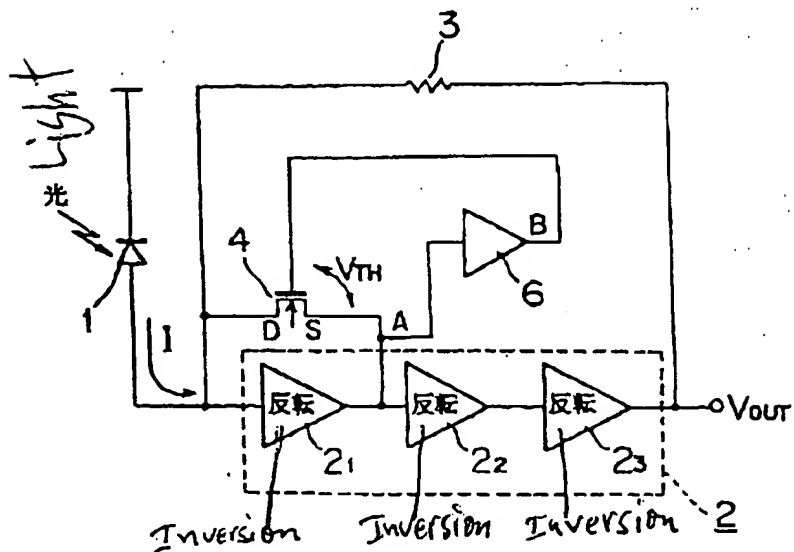 3
Light
光
1
I
4
VTH
D
S
A
B
6
反転
反転
反転
21
22
23
VOUT
2
Inversion
Inversion
Inversion